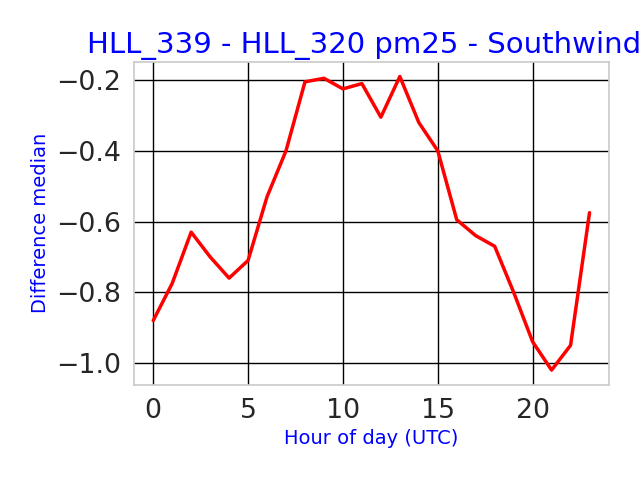 HLL_339 - HLL_320 pm25 - Southwind
Difference median
−0.2
−0.4
−0.6
−0.8
−1.0
0 5 10 15 20
Hour of day (UTC)